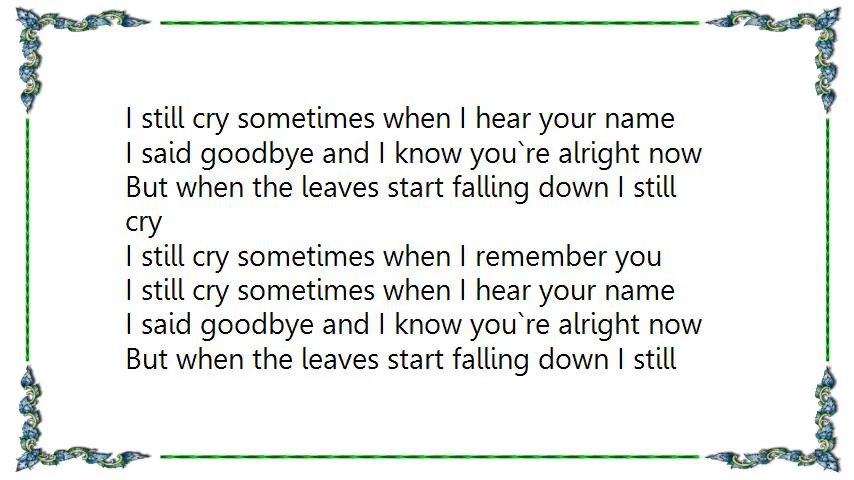 I still cry sometimes when I hear your name
I said goodbye and I know you`re alright now
But when the leaves start falling down I still
cry
I still cry sometimes when I remember you
I still cry sometimes when I hear your name
I said goodbye and I know you`re alright now
But when the leaves start falling down I still